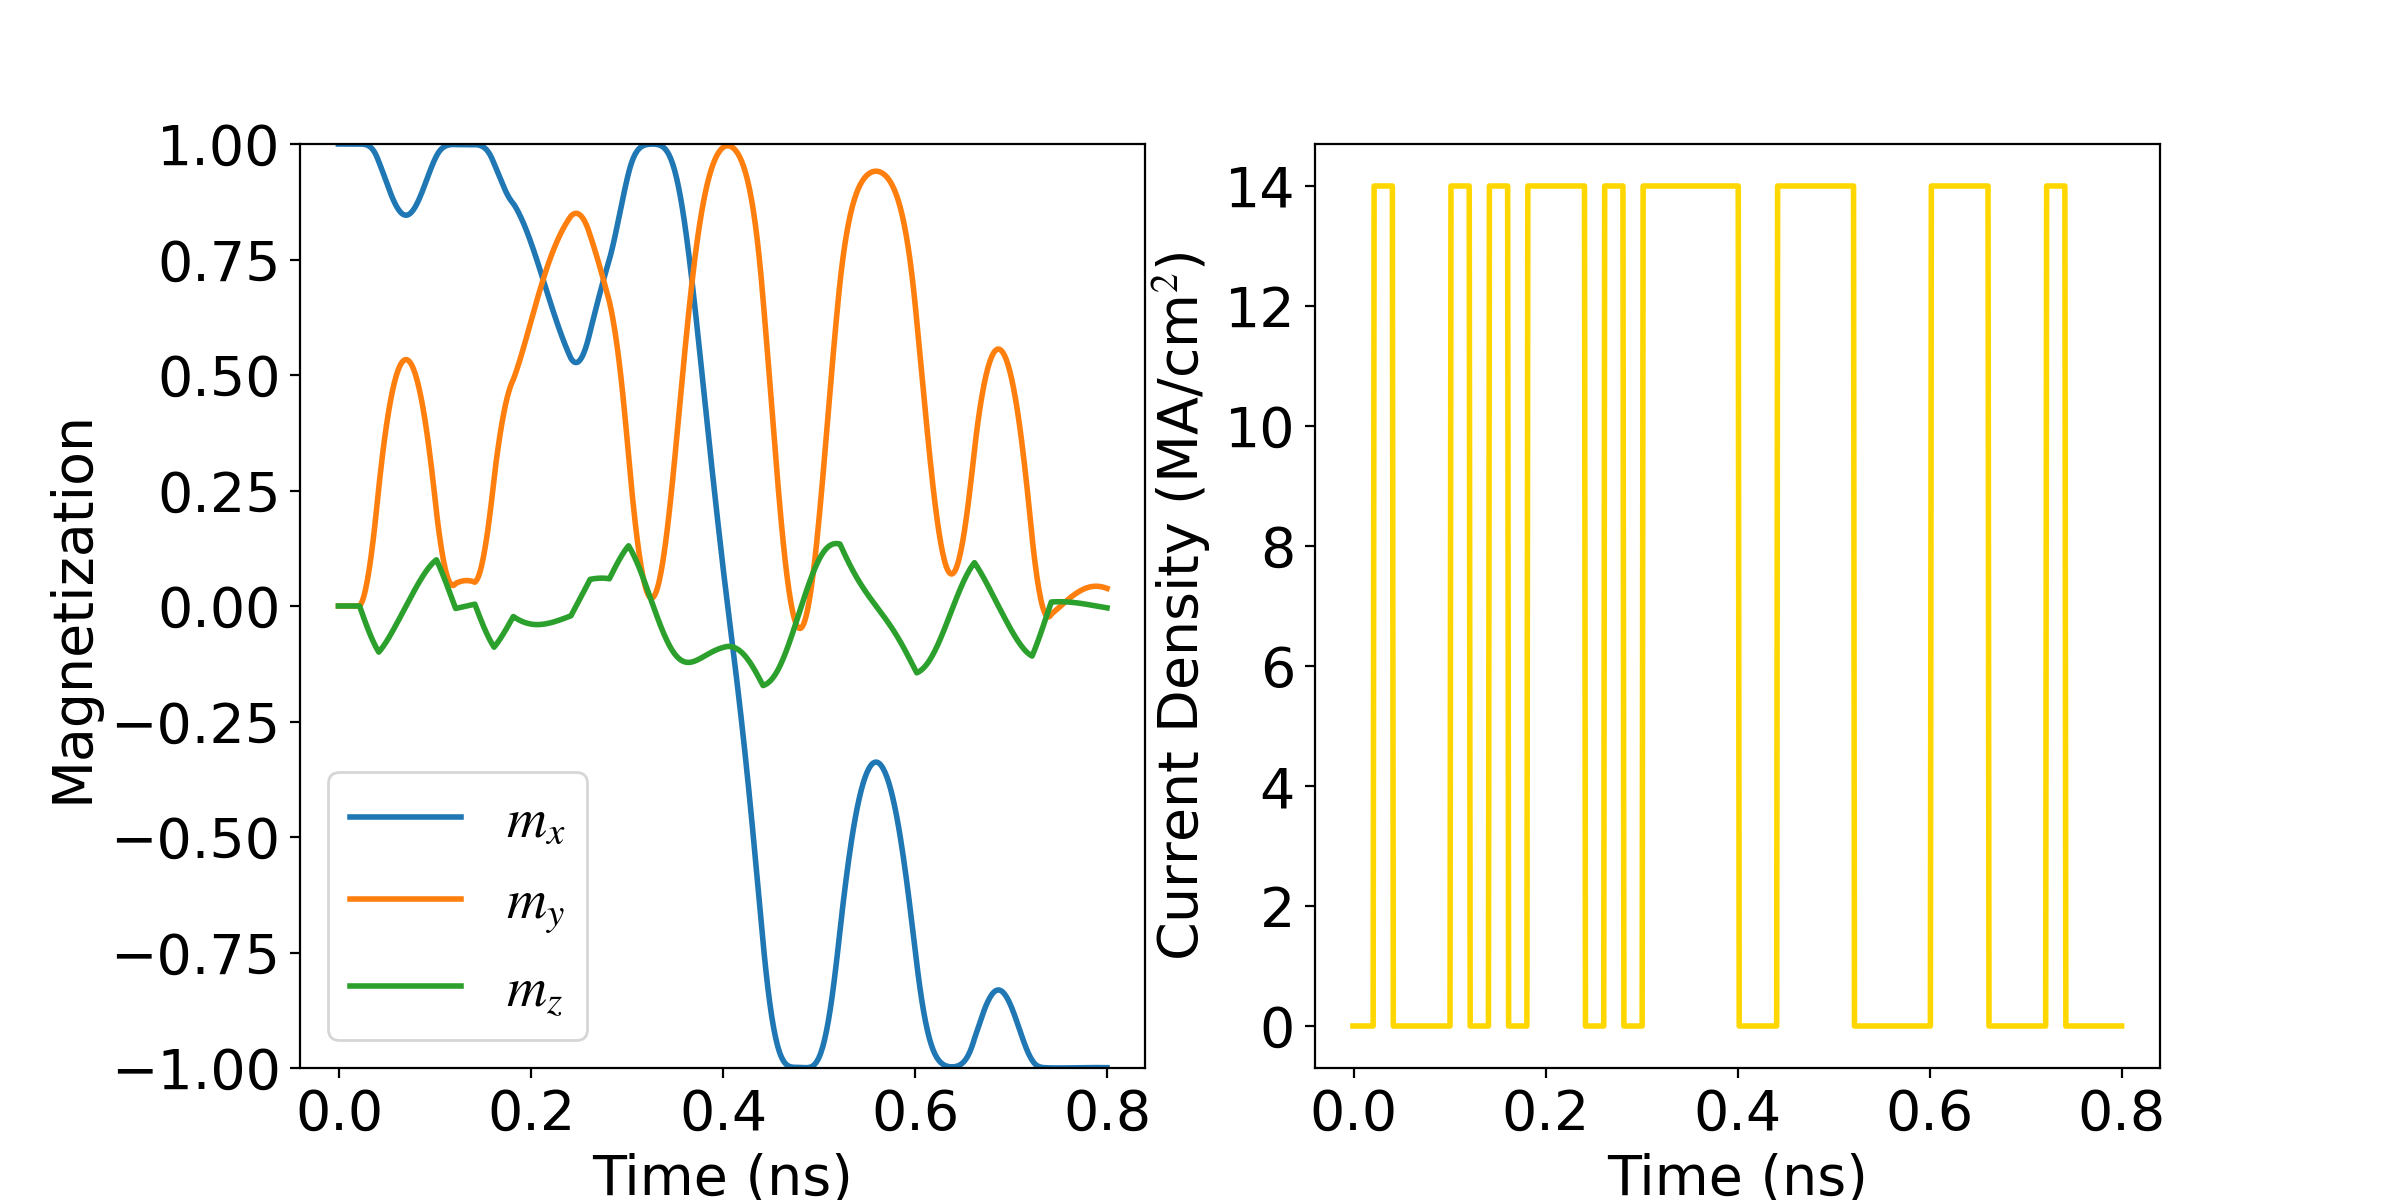 1.00
0.75
0.50
0.25
0.00
−0.25
−0.50
−0.75
−1.00
Magnetization
m_x
m_y
m_z
0.0 0.2 0.4 0.6 0.8
Time (ns)
14
12
10
8
6
4
2
0
Current Density (MA/cm²)
0.0 0.2 0.4 0.6 0.8
Time (ns)